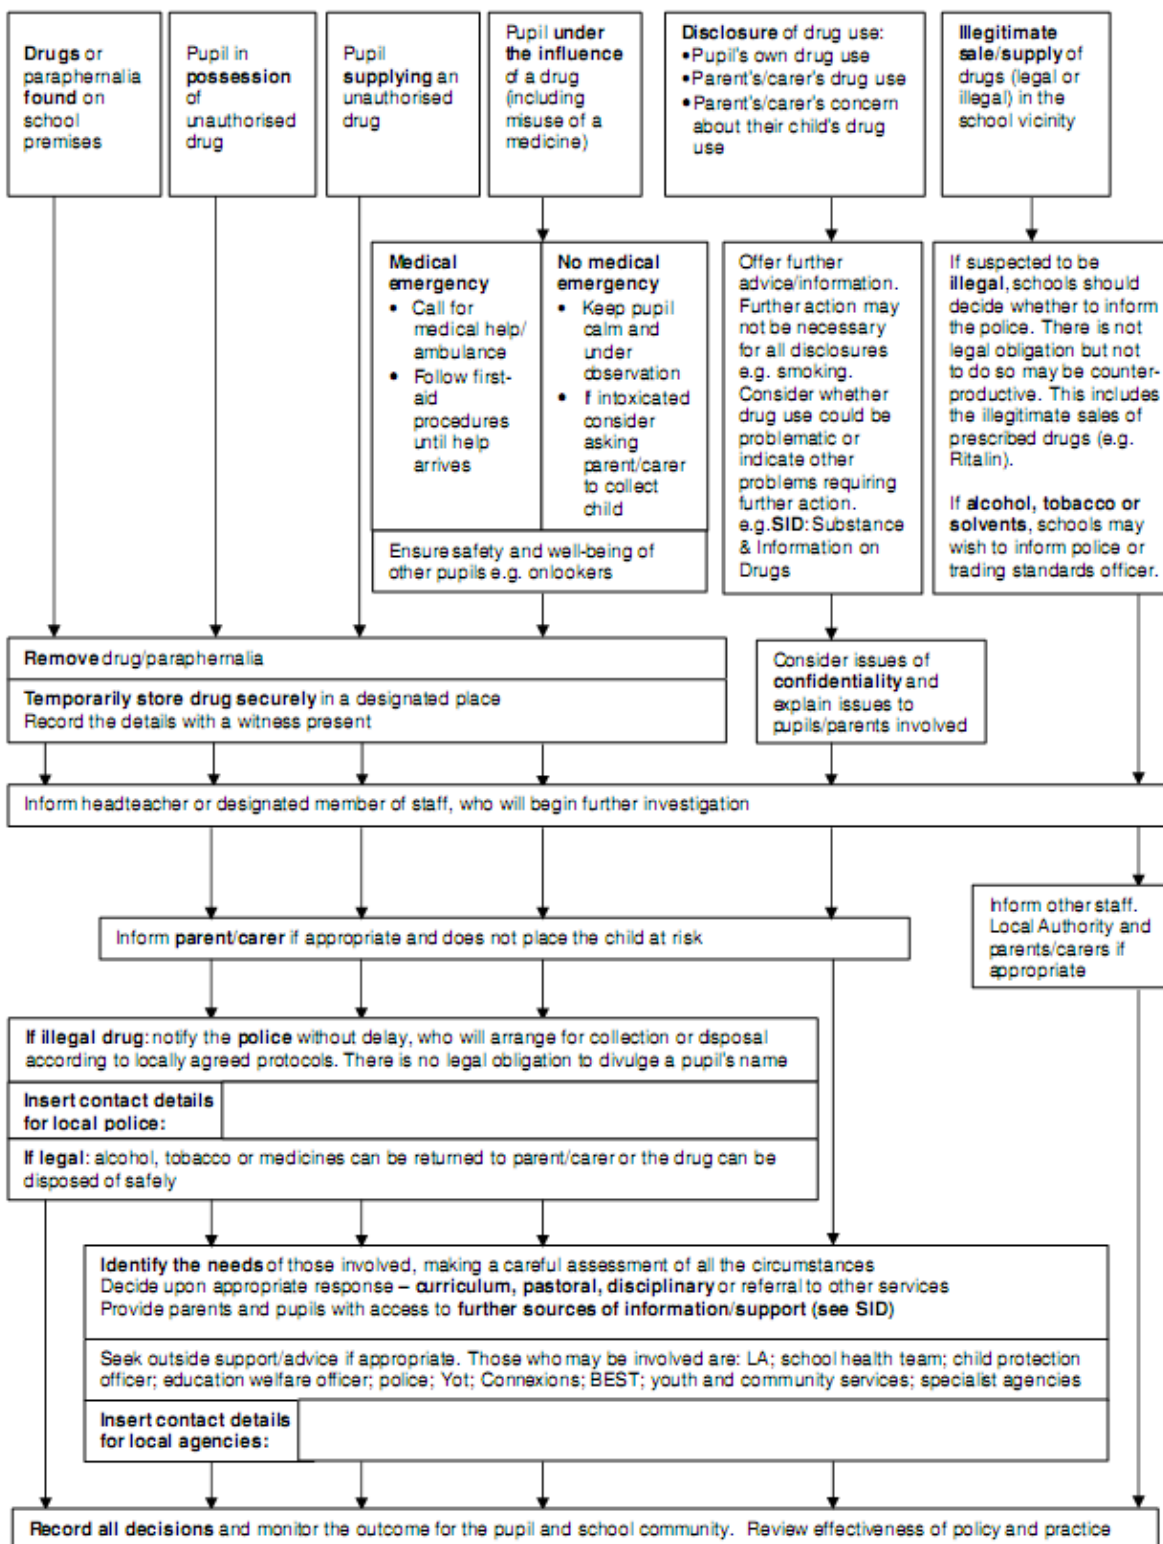 Drugs or
paraphernalia
found on
school
premises
Pupil in
possession
of
unauthorised
drug
Pupil
supplying an
unauthorised
drug
Pupil under
the influence
of a drug
(including
misuse of a
medicine)
Disclosure of drug use:
•Pupil's own drug use
•Parent's/carer's drug use
•Parent's/carer's concern
about their child's drug
use
Illegitimate
sale/supply of
drugs (legal or
illegal) in the
school vicinity
Medical
emergency
• Call for
medical help/
ambulance
• Follow first-
aid
procedures
until help
arrives
No medical
emergency
• Keep pupil
calm and
under
observation
• If intoxicated
consider
asking
parent/carer
to collect
child
Ensure safety and well-being of
other pupils e.g. onlookers
Offer further
advice/information.
Further action may
not be necessary
for all disclosures
e.g. smoking.
Consider whether
drug use could be
problematic or
indicate other
problems requiring
further action.
e.g.SID: Substance
& Information on
Drugs
If suspected to be
illegal, schools should
decide whether to inform
the police. There is not
legal obligation but not
to do so may be counter-
productive. This includes
the illegitimate sales of
prescribed drugs (e.g.
Ritalin).
If alcohol, tobacco or
solvents, schools may
wish to inform police or
trading standards officer.
Remove drug/paraphernalia
Temporarily store drug securely in a designated place
Record the details with a witness present
Consider issues of
confidentiality and
explain issues to
pupils/parents involved
Inform headteacher or designated member of staff, who will begin further investigation
Inform parent/carer if appropriate and does not place the child at risk
Inform other staff.
Local Authority and
parents/carers if
appropriate
If illegal drug: notify the police without delay, who will arrange for collection or disposal
according to locally agreed protocols. There is no legal obligation to divulge a pupil's name
Insert contact details
for local police:
If legal: alcohol, tobacco or medicines can be returned to parent/carer or the drug can be
disposed of safely
Identify the needs of those involved, making a careful assessment of all the circumstances
Decide upon appropriate response – curriculum, pastoral, disciplinary or referral to other services
Provide parents and pupils with access to further sources of information/support (see SID)
Seek outside support/advice if appropriate. Those who may be involved are: LA; school health team; child protection
officer; education welfare officer; police; Yot; Connexions; BEST; youth and community services; specialist agencies
Insert contact details
for local agencies:
Record all decisions and monitor the outcome for the pupil and school community. Review effectiveness of policy and practice